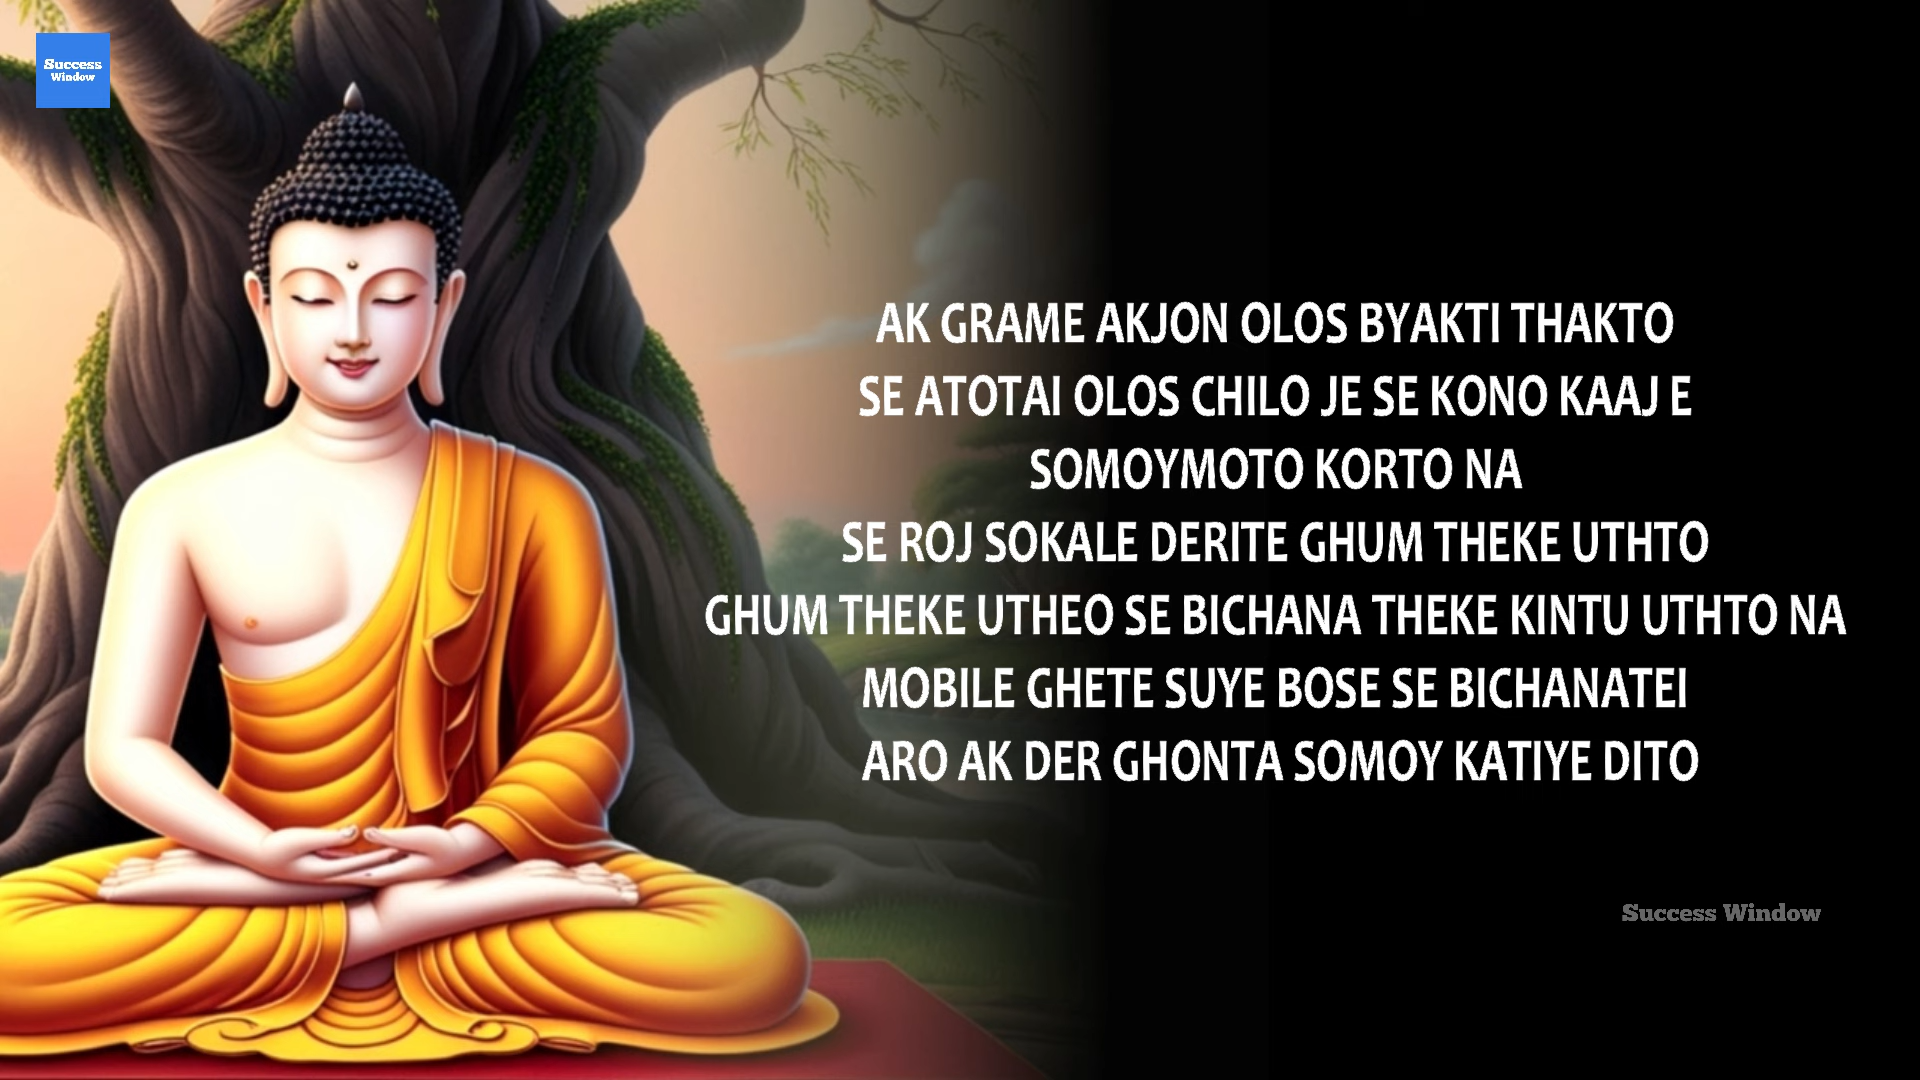 Success
Window
AK GRAME AKJON OLOS BYAKTI THAKTO
SE ATOTAI OLOS CHILO JE SE KONO KAAJ E
SOMOYMOTO KORTO NA
SE ROJ SOKALE DERITE GHUM THEKE UTHTO
GHUM THEKE UTHEO SE BICHANA THEKE KINTU UTHTO NA
MOBILE GHETE SUYE BOSE SE BICHANATEI
ARO AK DER GHONTA SOMOY KATIYE DITO
Success Window